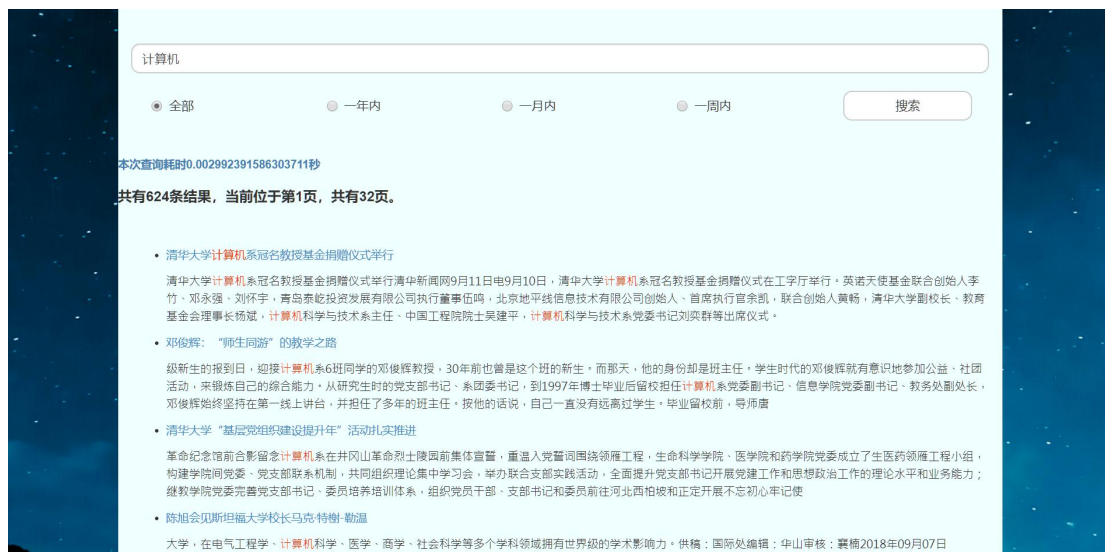 计算机
全部
一年内
一月内
一周内
搜索
本次查询耗时0.002992391586303711秒
共有624条结果，当前位于第1页，共有32页。
清华大学计算机系冠名教授基金捐赠仪式举行
清华大学计算机系冠名教授基金捐赠仪式举行清华新闻网9月11日电9月10日，清华大学计算机系冠名教授基金捐赠仪式在工字厅举行。英诺天使基金联合创始人李
竹、邓永强、刘怀宇，青岛泰屹投资发展有限公司执行董事伍鸣，北京地平线信息技术有限公司创始人、首席执行官余凯，联合创始人黄畅，清华大学副校长、教育
基金会理事长杨斌，计算机科学与技术系主任、中国工程院院士吴建平，计算机科学与技术系党委书记刘奕群等出席仪式。
邓俊辉：“师生同游”的教学之路
级新生的报到日，迎接计算机系6班同学的邓俊辉教授，30年前也曾是这个班的新生。而那天，他的身份却是班主任。学生时代的邓俊辉就有意识地参加公益、社团
活动，来锻炼自己的综合能力。从研究生时的党支部书记、系团委书记，到1997年博士毕业后留校担任计算机系党委副书记、信息学院党委副书记、教务处副处长，
邓俊辉始终坚持在第一线上讲台，并担任了多年的班主任。按他的话说，自己一直没有远离过学生。毕业留校前，导师唐
清华大学“基层党组织建设提升年”活动扎实推进
革命纪念馆前合影留念计算机系在井冈山革命烈士陵园前集体宣誓，重温入党誓词围绕领雁工程，生命科学学院、医学院和药学院党委成立了生医药领雁工程小组，
构建学院间党委、党支部联系机制，共同组织理论集中学习会，举办联合支部实践活动，全面提升党支部书记开展党建工作和思想政治工作的理论水平和业务能力；
继教学院党委完善党支部书记、委员培养培训体系，组织党员干部、支部书记和委员前往河北西柏坡和正定开展不忘初心牢记使
陈旭会见斯坦福大学校长马克·特榭-勒温
大学，在电气工程学、计算机科学、医学、商学、社会科学等多个学科领域拥有世界级的学术影响力。供稿：国际处编辑：华山审核：襄楠2018年09月07日